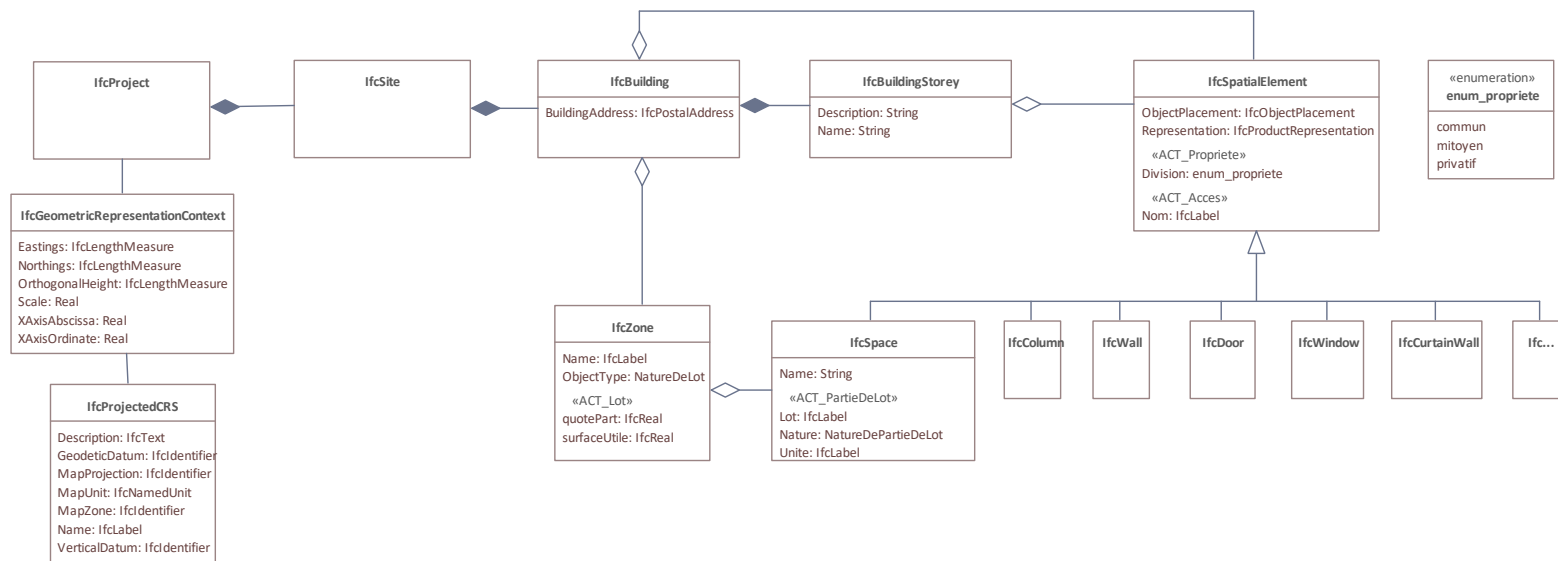 IfcProject
IfcSite
IfcBuilding
BuildingAddress: IfcPostalAddress
IfcBuildingStorey
Description: String
Name: String
IfcSpatialElement
ObjectPlacement: IfcObjectPlacement
Representation: IfcProductRepresentation
«ACT_Propriete»
Division: enum_propriete
«ACT_Acces»
Nom: IfcLabel
«enumeration»
enum_propriete
commun
mitoyen
privatif
IfcGeometricRepresentationContext
Eastings: IfcLengthMeasure
Northings: IfcLengthMeasure
OrthogonalHeight: IfcLengthMeasure
Scale: Real
XAxisAbscissa: Real
XAxisOrdinate: Real
IfcZone
Name: IfcLabel
ObjectType: NatureDeLot
«ACT_Lot»
quotePart: IfcReal
surfaceUtile: IfcReal
IfcSpace
Name: String
«ACT_PartieDeLot»
Lot: IfcLabel
Nature: NatureDePartieDeLot
Unite: IfcLabel
IfcColumn
IfcWall
IfcDoor
IfcWindow
IfcCurtainWall
Ifc...
IfcProjectedCRS
Description: IfcText
GeodeticDatum: IfcIdentifier
MapProjection: IfcIdentifier
MapUnit: IfcNamedUnit
MapZone: IfcIdentifier
Name: IfcLabel
VerticalDatum: IfcIdentifier